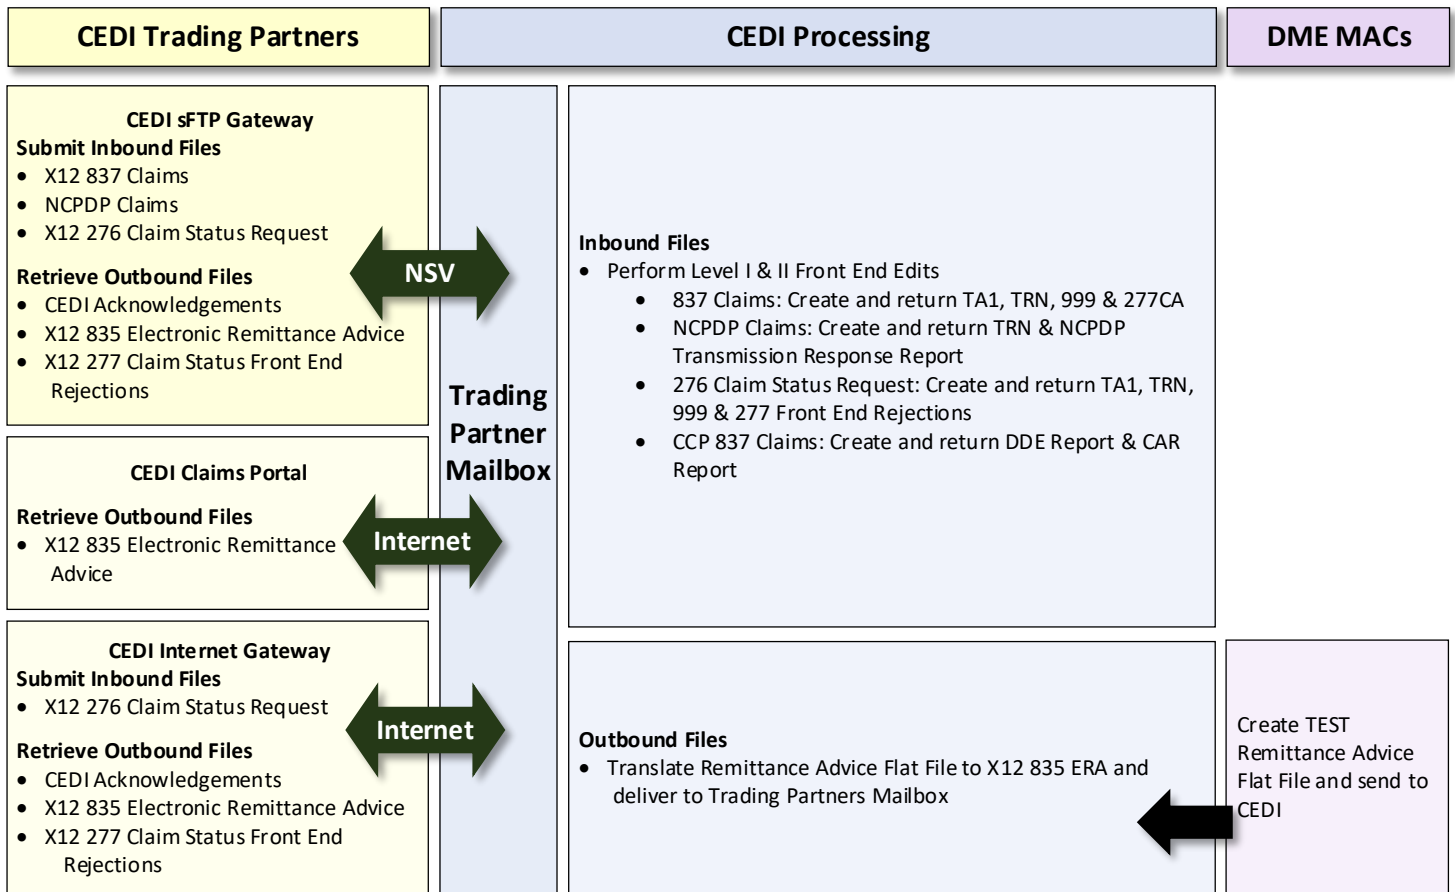 CEDI Trading Partners
CEDI Processing
DME MACs
CEDI sFTP Gateway
Submit Inbound Files
• X12 837 Claims
• NCPDP Claims
• X12 276 Claim Status Request
Retrieve Outbound Files
• CEDI Acknowledgements
• X12 835 Electronic Remittance Advice
• X12 277 Claim Status Front End
Rejections
NSV
CEDI Claims Portal
Retrieve Outbound Files
• X12 835 Electronic Remittance
Advice
Internet
CEDI Internet Gateway
Submit Inbound Files
• X12 276 Claim Status Request
Retrieve Outbound Files
• CEDI Acknowledgements
• X12 835 Electronic Remittance Advice
• X12 277 Claim Status Front End
Rejections
Internet
Trading
Partner
Mailbox
Inbound Files
• Perform Level I & II Front End Edits
• 837 Claims: Create and return TA1, TRN, 999 & 277CA
• NCPDP Claims: Create and return TRN & NCPDP
Transmission Response Report
• 276 Claim Status Request: Create and return TA1, TRN,
999 & 277 Front End Rejections
• CCP 837 Claims: Create and return DDE Report & CAR
Report
Outbound Files
• Translate Remittance Advice Flat File to X12 835 ERA and
deliver to Trading Partners Mailbox
Create TEST
Remittance Advice
Flat File and send to
CEDI